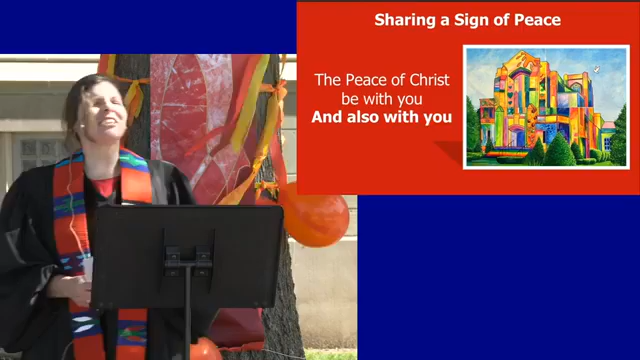 Sharing a Sign of Peace
The Peace of Christ
be with you
And also with you